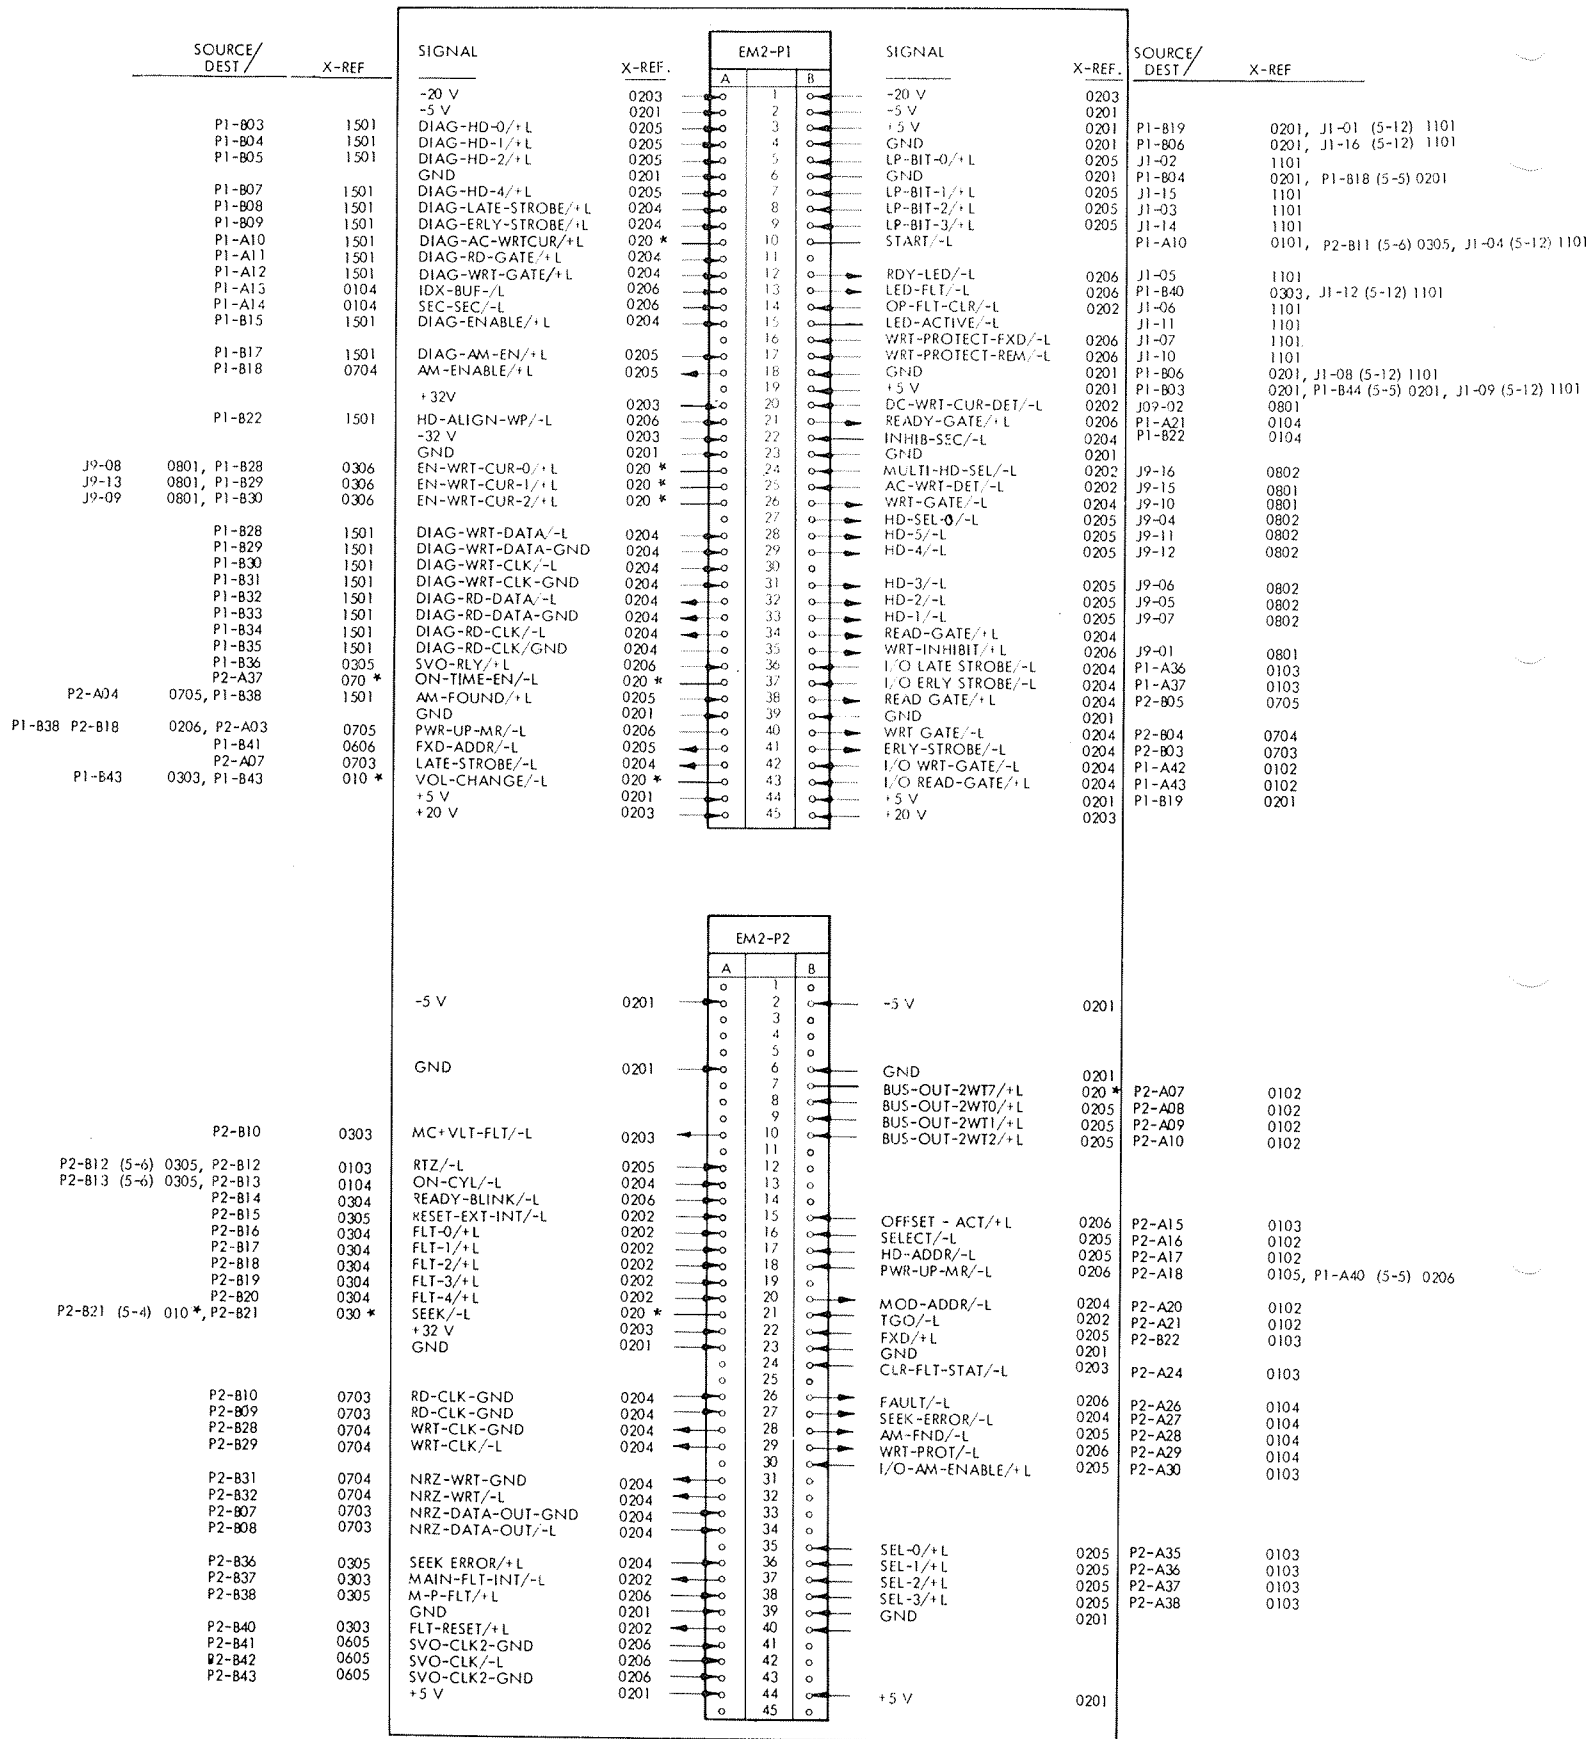 SOURCE/ DEST X-REF SIGNAL X-REF. EM2-P1 SIGNAL X-REF. SOURCE/ DEST X-REF
A B
-20 V 0203 1 -20 V 0203
-5 V 0201 2 -5 V 0201
P1-B03 1501 DIAG-HD-0/+L 0205 3 +5 V 0201 P1-B19 0201, J1-01 (5-12) 1101
P1-B04 1501 DIAG-HD-1/+L 0205 4 GND 0201 P1-B06 0201, J1-16 (5-12) 1101
P1-B05 1501 DIAG-HD-2/+L 0205 5 LP-BIT-0/+L 0205 J1-02 1101
GND 0201 6 GND 0201 P1-B04 0201, P1-B18 (5-5) 0201
P1-B07 1501 DIAG-HD-4/+L 0205 7 LP-BIT-1/+L 0205 J1-15 1101
P1-B08 1501 DIAG-LATE-STROBE/+L 0204 8 LP-BIT-2/+L 0205 J1-03 1101
P1-B09 1501 DIAG-ERLY-STROBE/+L 0204 9 LP-BIT-3/+L 0205 J1-14 1101
P1-A10 1501 DIAG-AC-WRTCUR/+L 020 * 10 START/-L P1-A10 0101, P2-B11 (5-6) 0305, J1-04 (5-12) 1101
P1-A11 1501 DIAG-RD-GATE/+L 0204 11
P1-A12 1501 DIAG-WRT-GATE/+L 0204 12 RDY-LED/-L 0206 J1-05 1101
P1-A13 0104 IDX-BUF-/L 0206 13 LED-FLT/-L 0206 P1-B40 0303, J1-12 (5-12) 1101
P1-A14 0104 SEC-SEC/-L 0206 14 OP-FLT-CLR/-L 0202 J1-06 1101
P1-B15 1501 DIAG-ENABLE/+L 0204 15 LED-ACTIVE/-L J1-11 1101
16 WRT-PROTECT-FXD/-L 0206 J1-07 1101
P1-B17 1501 DIAG-AM-EN/+L 0205 17 WRT-PROTECT-REM/-L 0206 J1-10 1101
P1-B18 0704 AM-ENABLE/+L 0205 18 GND 0201 P1-B06 0201, J1-08 (5-12) 1101
19 +5 V 0201 P1-B03 0201, P1-B44 (5-5) 0201, J1-09 (5-12) 1101
+32V 0203 20 DC-WRT-CUR-DET/-L 0202 J09-02 0801
P1-B22 1501 HD-ALIGN-WP/-L 0206 21 READY-GATE/+L 0206 P1-A21 0104
-32 V 0203 22 INHIB-SEC/-L 0204 P1-B22 0104
GND 0201 23 GND 0201
J9-08 0801, P1-B28 0306 EN-WRT-CUR-0/+L 020 * 24 MULTI-HD-SEL/-L 0202 J9-16 0802
J9-13 0801, P1-B29 0306 EN-WRT-CUR-1/+L 020 * 25 AC-WRT-DET/-L 0202 J9-15 0801
J9-09 0801, P1-B30 0306 EN-WRT-CUR-2/+L 020 * 26 WRT-GATE/-L 0204 J9-10 0801
27 HD-SEL-0/-L 0205 J9-04 0802
P1-B28 1501 DIAG-WRT-DATA/-L 0204 28 HD-5/-L 0205 J9-11 0802
P1-B29 1501 DIAG-WRT-DATA-GND 0204 29 HD-4/-L 0205 J9-12 0802
P1-B30 1501 DIAG-WRT-CLK/-L 0204 30
P1-B31 1501 DIAG-WRT-CLK-GND 0204 31 HD-3/-L 0205 J9-06 0802
P1-B32 1501 DIAG-RD-DATA/-L 0204 32 HD-2/-L 0205 J9-05 0802
P1-B33 1501 DIAG-RD-DATA-GND 0204 33 HD-1/-L 0205 J9-07 0802
P1-B34 1501 DIAG-RD-CLK/-L 0204 34 READ-GATE/+L 0204
P1-B35 1501 DIAG-RD-CLK/GND 0204 35 WRT-INHIBIT/+L 0206 J9-01 0801
P1-B36 0305 SVO-RLY/+L 0206 36 I/O LATE STROBE/-L 0204 P1-A36 0103
P2-A37 070 * ON-TIME-EN/-L 020 * 37 I/O ERLY STROBE/-L 0204 P1-A37 0103
P2-A04 0705, P1-B38 1501 AM-FOUND/+L 0205 38 READ GATE/+L 0204 P2-B05 0705
GND 0201 39 GND 0201
P1-B38 P2-B18 0206, P2-A03 0705 PWR-UP-MR/-L 0206 40 WRT GATE/-L 0204 P2-B04 0704
P1-B41 0606 FXD-ADDR/-L 0205 41 ERLY-STROBE/-L 0204 P2-B03 0703
P2-A07 0703 LATE-STROBE/-L 0204 42 I/O WRT-GATE/-L 0204 P1-A42 0102
P1-B43 0303, P1-B43 010 * VOL-CHANGE/-L 020 * 43 I/O READ-GATE/+L 0204 P1-A43 0102
+5 V 0201 44 +5 V 0201 P1-B19 0201
+20 V 0203 45 +20 V 0203
EM2-P2
A B
1
-5 V 0201 2 -5 V 0201
3
4
5
GND 0201 6 GND 0201
7 BUS-OUT-2WT7/+L 020 * P2-A07 0102
8 BUS-OUT-2WT0/+L 0205 P2-A08 0102
9 BUS-OUT-2WT1/+L 0205 P2-A09 0102
P2-B10 0303 MC+VLT-FLT/-L 0203 10 BUS-OUT-2WT2/+L 0205 P2-A10 0102
11
P2-B12 (5-6) 0305, P2-B12 0103 RTZ/-L 0205 12
P2-B13 (5-6) 0305, P2-B13 0104 ON-CYL/-L 0204 13
P2-B14 0304 READY-BLINK/-L 0206 14
P2-B15 0305 RESET-EXT-INT/-L 0202 15 OFFSET - ACT/+L 0206 P2-A15 0103
P2-B16 0304 FLT-0/+L 0202 16 SELECT/-L 0205 P2-A16 0102
P2-B17 0304 FLT-1/+L 0202 17 HD-ADDR/-L 0205 P2-A17 0102
P2-B18 0304 FLT-2/+L 0202 18 PWR-UP-MR/-L 0206 P2-A18 0105, P1-A40 (5-5) 0206
P2-B19 0304 FLT-3/+L 0202 19
P2-B20 0304 FLT-4/+L 0202 20 MOD-ADDR/-L 0204 P2-A20 0102
P2-B21 (5-4) 010 *, P2-B21 030 * SEEK/-L 020 * 21 TGO/-L 0202 P2-A21 0102
+32 V 0203 22 FXD/+L 0205 P2-B22 0103
GND 0201 23 GND 0201
24 CLR-FLT-STAT/-L 0203 P2-A24 0103
25
P2-B10 0703 RD-CLK-GND 0204 26 FAULT/-L 0206 P2-A26 0104
P2-B09 0703 RD-CLK-GND 0204 27 SEEK-ERROR/-L 0204 P2-A27 0104
P2-B28 0704 WRT-CLK-GND 0204 28 AM-FND/-L 0205 P2-A28 0104
P2-B29 0704 WRT-CLK/-L 0204 29 WRT-PROT/-L 0206 P2-A29 0104
30 I/O-AM-ENABLE/+L 0205 P2-A30 0103
P2-B31 0704 NRZ-WRT-GND 0204 31
P2-B32 0704 NRZ-WRT/-L 0204 32
P2-B07 0703 NRZ-DATA-OUT-GND 0204 33
P2-B08 0703 NRZ-DATA-OUT/-L 0204 34
35 SEL-0/+L 0205 P2-A35 0103
P2-B36 0305 SEEK ERROR/+L 0204 36 SEL-1/+L 0205 P2-A36 0103
P2-B37 0303 MAIN-FLT-INT/-L 0202 37 SEL-2/+L 0205 P2-A37 0103
P2-B38 0305 M-P-FLT/+L 0206 38 SEL-3/+L 0205 P2-A38 0103
GND 0201 39 GND 0201
P2-B40 0303 FLT-RESET/+L 0202 40
P2-B41 0605 SVO-CLK2-GND 0206 41
P2-B42 0605 SVO-CLK/-L 0206 42
P2-B43 0605 SVO-CLK2-GND 0206 43
+5 V 0201 44 +5 V 0201
45